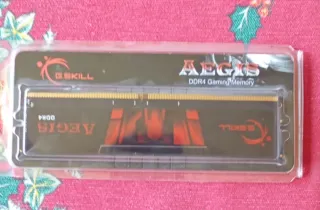 G.SKILL
AEGIS
DDR4 Gaming Memory
AEGIS
DDR4
G.SKILL